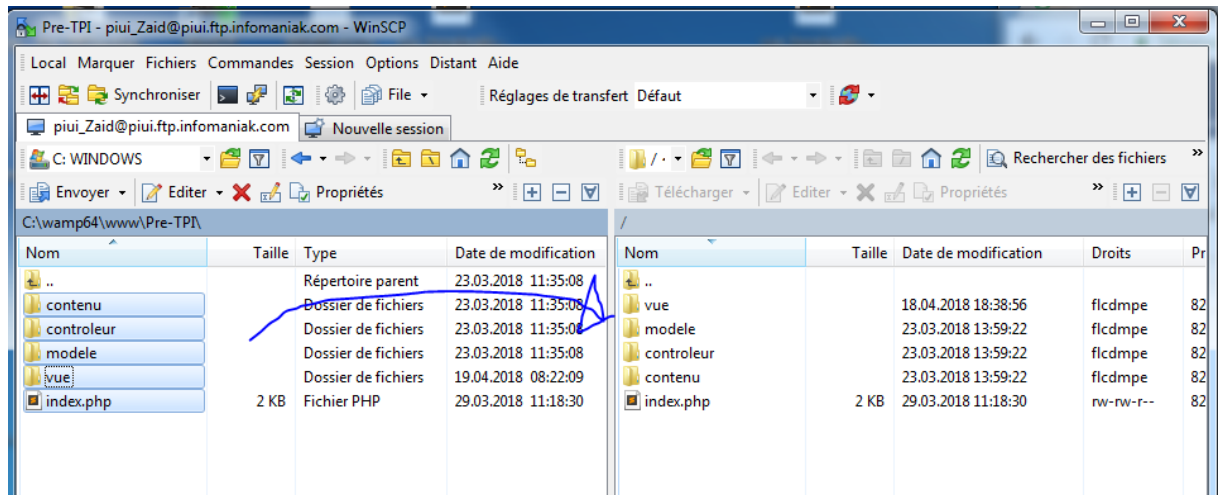 Pre-TPI - piui_Zaid@piui.ftp.infomaniak.com - WinSCP
Local Marquer Fichiers Commandes Session Options Distant Aide
Synchroniser File Réglages de transfert Défaut
piui_Zaid@piui.ftp.infomaniak.com Nouvelle session
C: WINDOWS / Rechercher des fichiers »
Envoyer Editer Propriétés » Télécharger Editer Propriétés »
C:\wamp64\www\Pre-TPI\ /
Nom Taille Type Date de modification Nom Taille Date de modification Droits Pr
.. Répertoire parent 23.03.2018 11:35:08 ..
contenu Dossier de fichiers 23.03.2018 11:35:08 vue 18.04.2018 18:38:56 flcdmpe 82
controleur Dossier de fichiers 23.03.2018 11:35:08 modele 23.03.2018 13:59:22 flcdmpe 82
modele Dossier de fichiers 23.03.2018 11:35:08 controleur 23.03.2018 13:59:22 flcdmpe 82
vue Dossier de fichiers 19.04.2018 08:22:09 contenu 23.03.2018 13:59:22 flcdmpe 82
index.php 2 KB Fichier PHP 29.03.2018 11:18:30 index.php 2 KB 29.03.2018 11:18:30 rw-rw-r-- 82